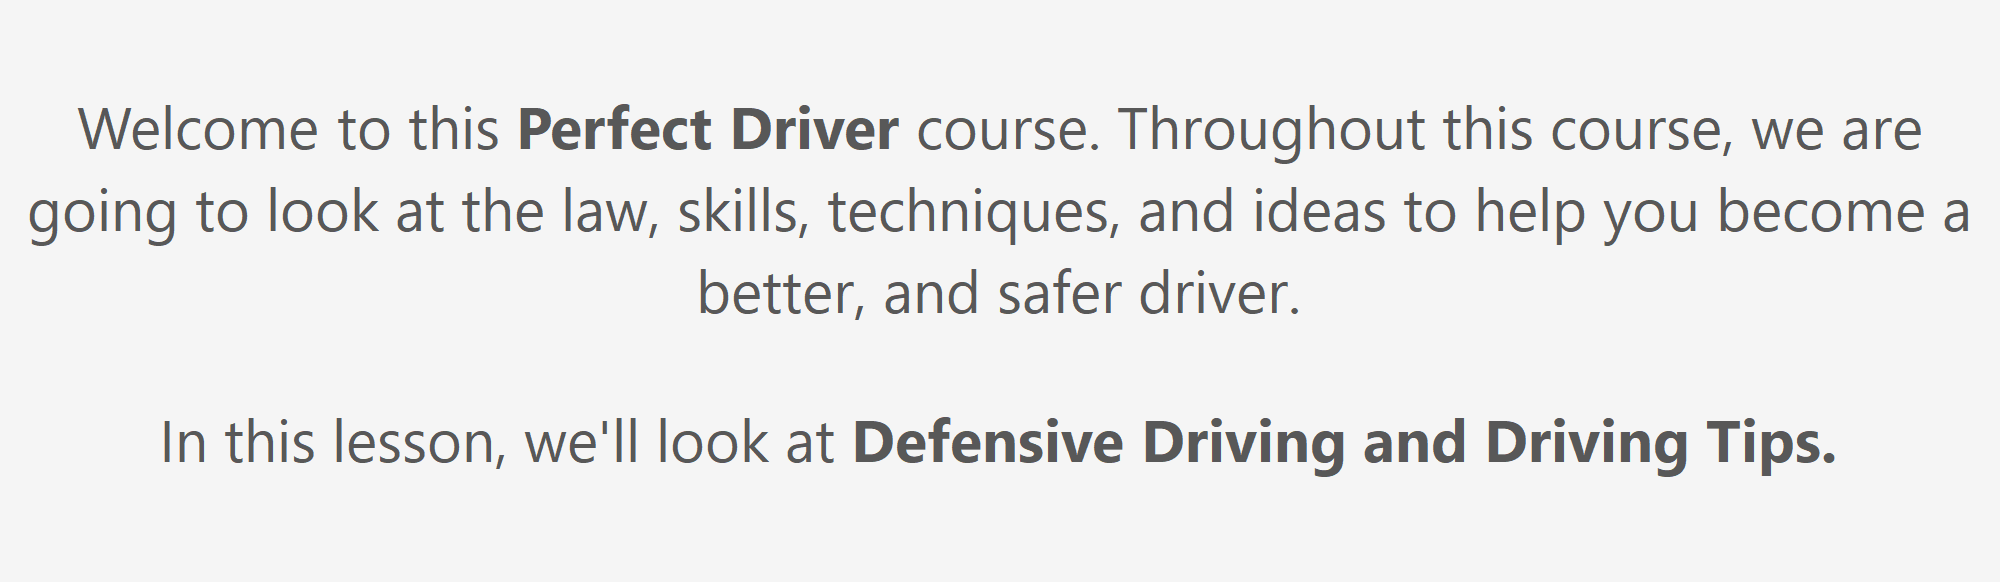 Welcome to this Perfect Driver course. Throughout this course, we are
going to look at the law, skills, techniques, and ideas to help you become a
better, and safer driver.
In this lesson, we'll look at Defensive Driving and Driving Tips.